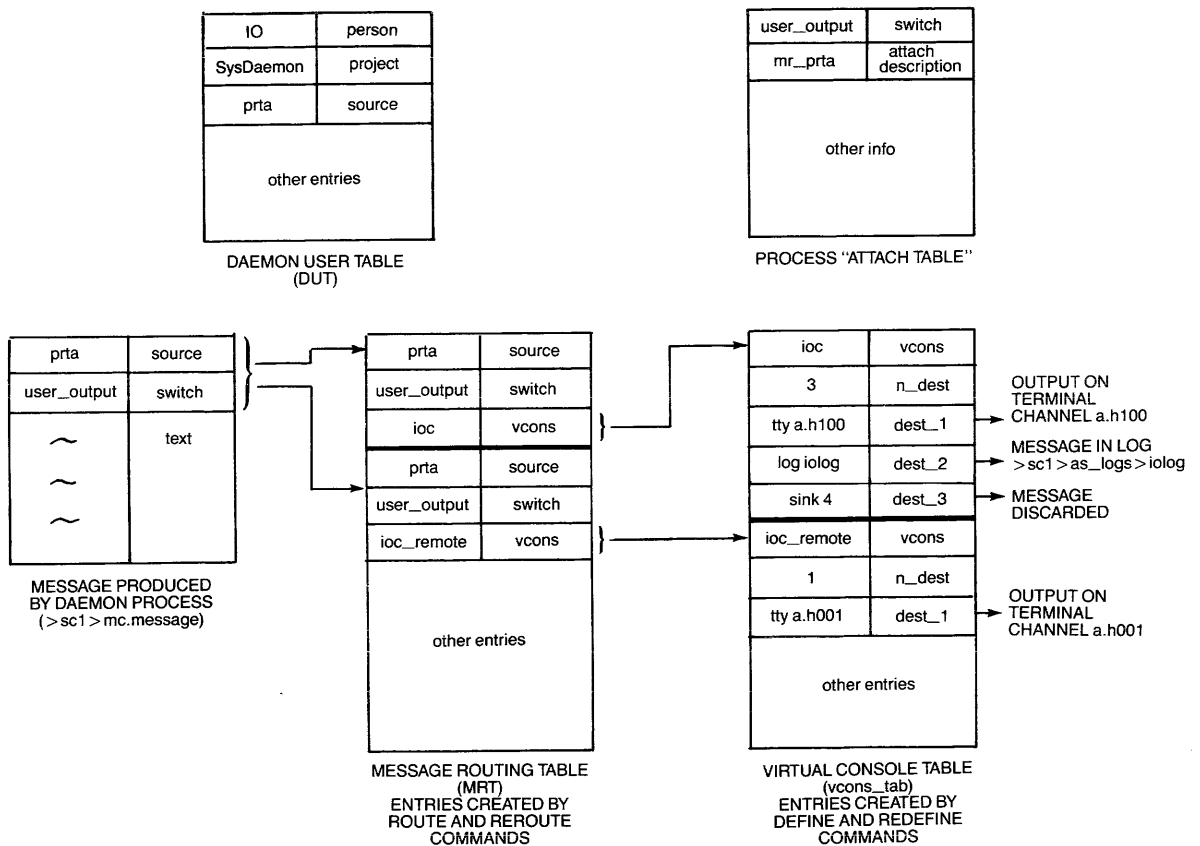 IO person
SysDaemon project
prta source
other entries
DAEMON USER TABLE
(DUT)
user_output switch
mr_prta attach
description
other info
PROCESS "ATTACH TABLE"
prta source
user_output switch
text
MESSAGE PRODUCED
BY DAEMON PROCESS
(>sc1>mc.message)
prta source
user_output switch
ioc vcons
prta source
user_output switch
ioc_remote vcons
other entries
MESSAGE ROUTING TABLE
(MRT)
ENTRIES CREATED BY
ROUTE AND REROUTE
COMMANDS
ioc vcons
3 n_dest
tty a.h100 dest_1
log iolog dest_2
sink 4 dest_3
ioc_remote vcons
1 n_dest
tty a.h001 dest_1
other entries
VIRTUAL CONSOLE TABLE
(vcons_tab)
ENTRIES CREATED BY
DEFINE AND REDEFINE
COMMANDS
OUTPUT ON
TERMINAL
CHANNEL a.h100
MESSAGE IN LOG
>sc1>as_logs>iolog
MESSAGE
DISCARDED
OUTPUT ON
TERMINAL
CHANNEL a.h001